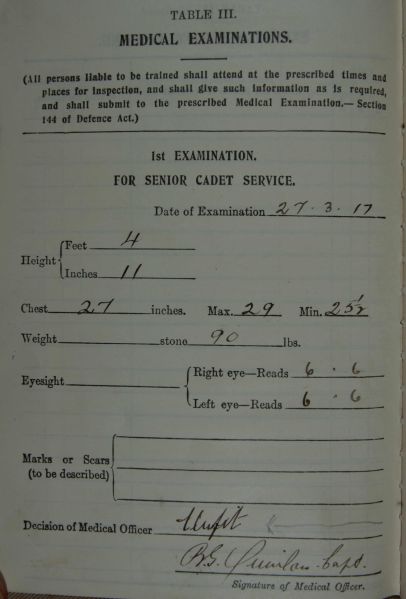 TABLE III.
MEDICAL EXAMINATIONS.
(All persons liable to be trained shall attend at the prescribed times and
places for inspection, and shall give such information as is required,
and shall submit to the prescribed Medical Examination.—Section
144 of Defence Act.)
1st EXAMINATION.
FOR SENIOR CADET SERVICE.
Date of Examination 27.3.17
Height Feet 4
Inches 11
Chest 27 inches. Max. 29 Min. 25½
Weight stone 90 lbs.
Eyesight Right eye—Reads 6 . 6
Left eye—Reads 6 . 6
Marks or Scars
(to be described)
Decision of Medical Officer Unfit
Quinlan Capt.
Signature of Medical Officer.